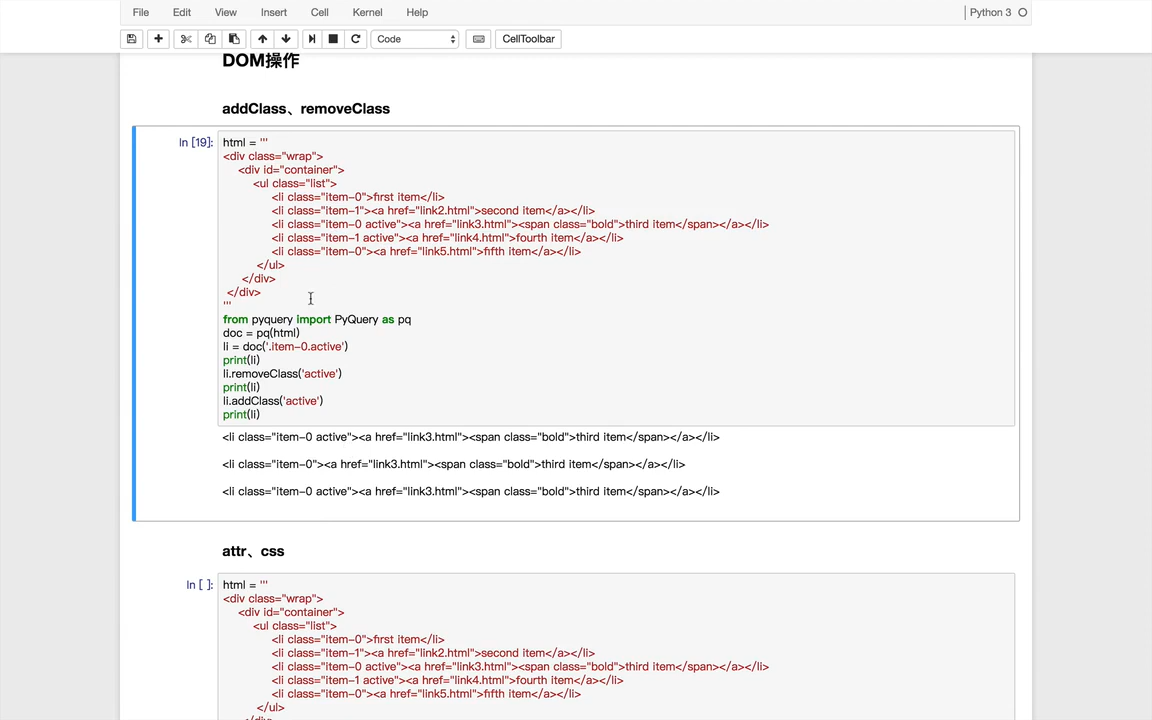 File Edit View Insert Cell Kernel Help Python 3
Code CellToolbar
DOM操作
addClass、removeClass
In [19]:
html = '''
<div class="wrap">
<div id="container">
<ul class="list">
<li class="item-0">first item</li>
<li class="item-1"><a href="link2.html">second item</a></li>
<li class="item-0 active"><a href="link3.html"><span class="bold">third item</span></a></li>
<li class="item-1 active"><a href="link4.html">fourth item</a></li>
<li class="item-0"><a href="link5.html">fifth item</a></li>
</ul>
</div>
</div>
'''
from pyquery import PyQuery as pq
doc = pq(html)
li = doc('.item-0.active')
print(li)
li.removeClass('active')
print(li)
li.addClass('active')
print(li)
<li class="item-0 active"><a href="link3.html"><span class="bold">third item</span></a></li>
<li class="item-0"><a href="link3.html"><span class="bold">third item</span></a></li>
<li class="item-0 active"><a href="link3.html"><span class="bold">third item</span></a></li>
attr、css
In [ ]:
html = '''
<div class="wrap">
<div id="container">
<ul class="list">
<li class="item-0">first item</li>
<li class="item-1"><a href="link2.html">second item</a></li>
<li class="item-0 active"><a href="link3.html"><span class="bold">third item</span></a></li>
<li class="item-1 active"><a href="link4.html">fourth item</a></li>
<li class="item-0"><a href="link5.html">fifth item</a></li>
</ul>
</div>